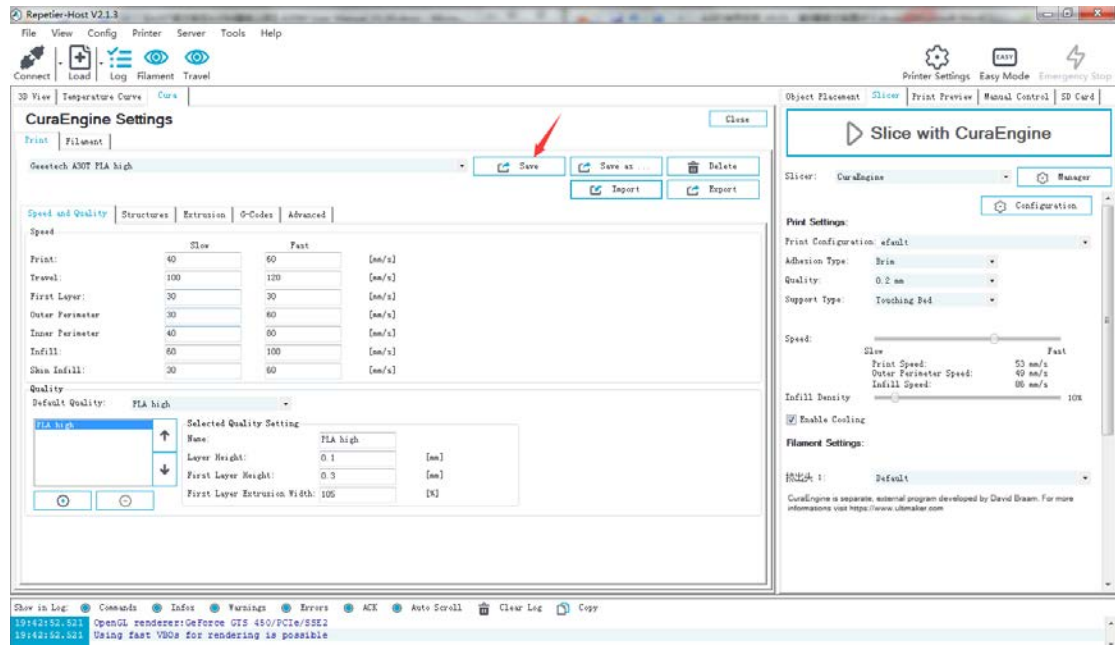 Repetier-Host V2.1.3
File View Config Printer Server Tools Help
Connect Load Log Filament Travel
Printer Settings Easy Mode Emergency Stop
EASY
3D View Temperature Curve Cura
Object Placement Slicer Print Preview Manual Control SD Card
CuraEngine Settings
Close
Print Filament
Geeetech A30T PLA high
Save Save as ... Delete
Import Export
Speed and Quality Structures Extrusion G-Codes Advanced
Speed
Slow Fast
Print: 40 60 [mm/s]
Travel: 100 120 [mm/s]
First Layer: 30 30 [mm/s]
Outer Perimeter 30 60 [mm/s]
Inner Perimeter 40 80 [mm/s]
Infill: 60 100 [mm/s]
Skin Infill: 30 60 [mm/s]
Quality
Default Quality: PLA high
PLA high
Selected Quality Setting
Name: PLA high
Layer Height: 0.1 [mm]
First Layer Height: 0.3 [mm]
First Layer Extrusion Width: 105 [%]
Slice with CuraEngine
Slicer: CuraEngine Manager
Configuration
Print Settings:
Print Configuration: efault
Adhesion Type: Brim
Quality: 0.2 mm
Support Type: Touching Bed
Speed:
Slow Fast
Print Speed: 53 mm/s
Outer Perimeter Speed: 49 mm/s
Infill Speed: 86 mm/s
Infill Density 10%
Enable Cooling
Filament Settings:
挤出头 1: Default
CuraEngine is separate, external program developed by David Braam. For more
informations visit https://www.ultimaker.com
Show in Log: Commands Infos Warnings Errors ACK Auto Scroll Clear Log Copy
19:42:52.521 OpenGL renderer:GeForce GTS 450/PCIe/SSE2
19:42:52.521 Using fast VBOs for rendering is possible